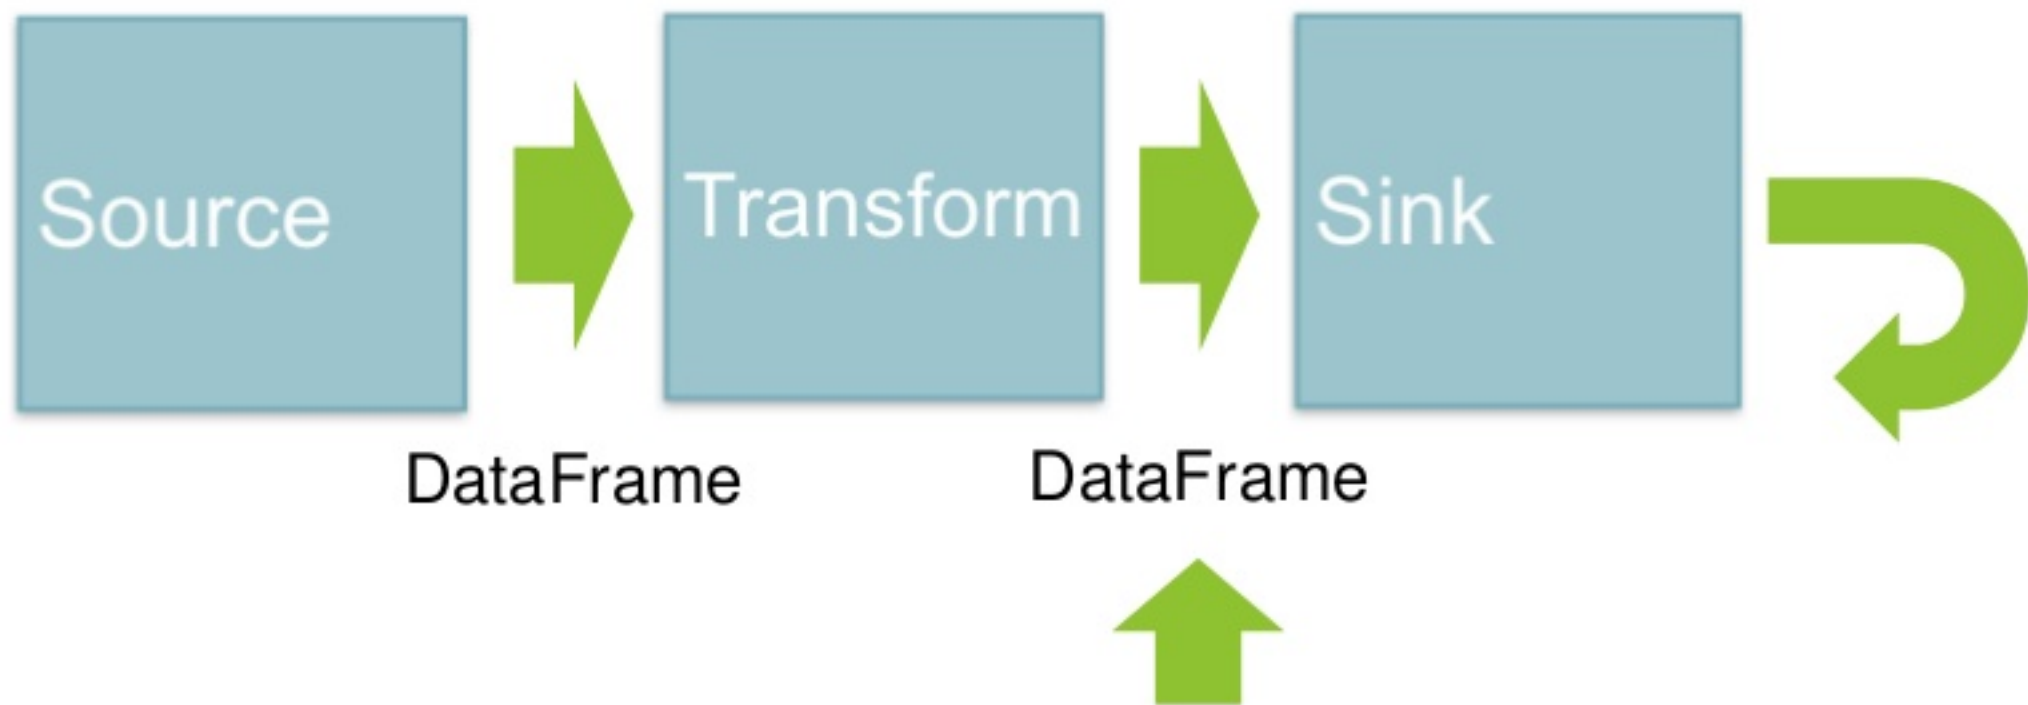 Source
Transform
Sink
DataFrame
DataFrame